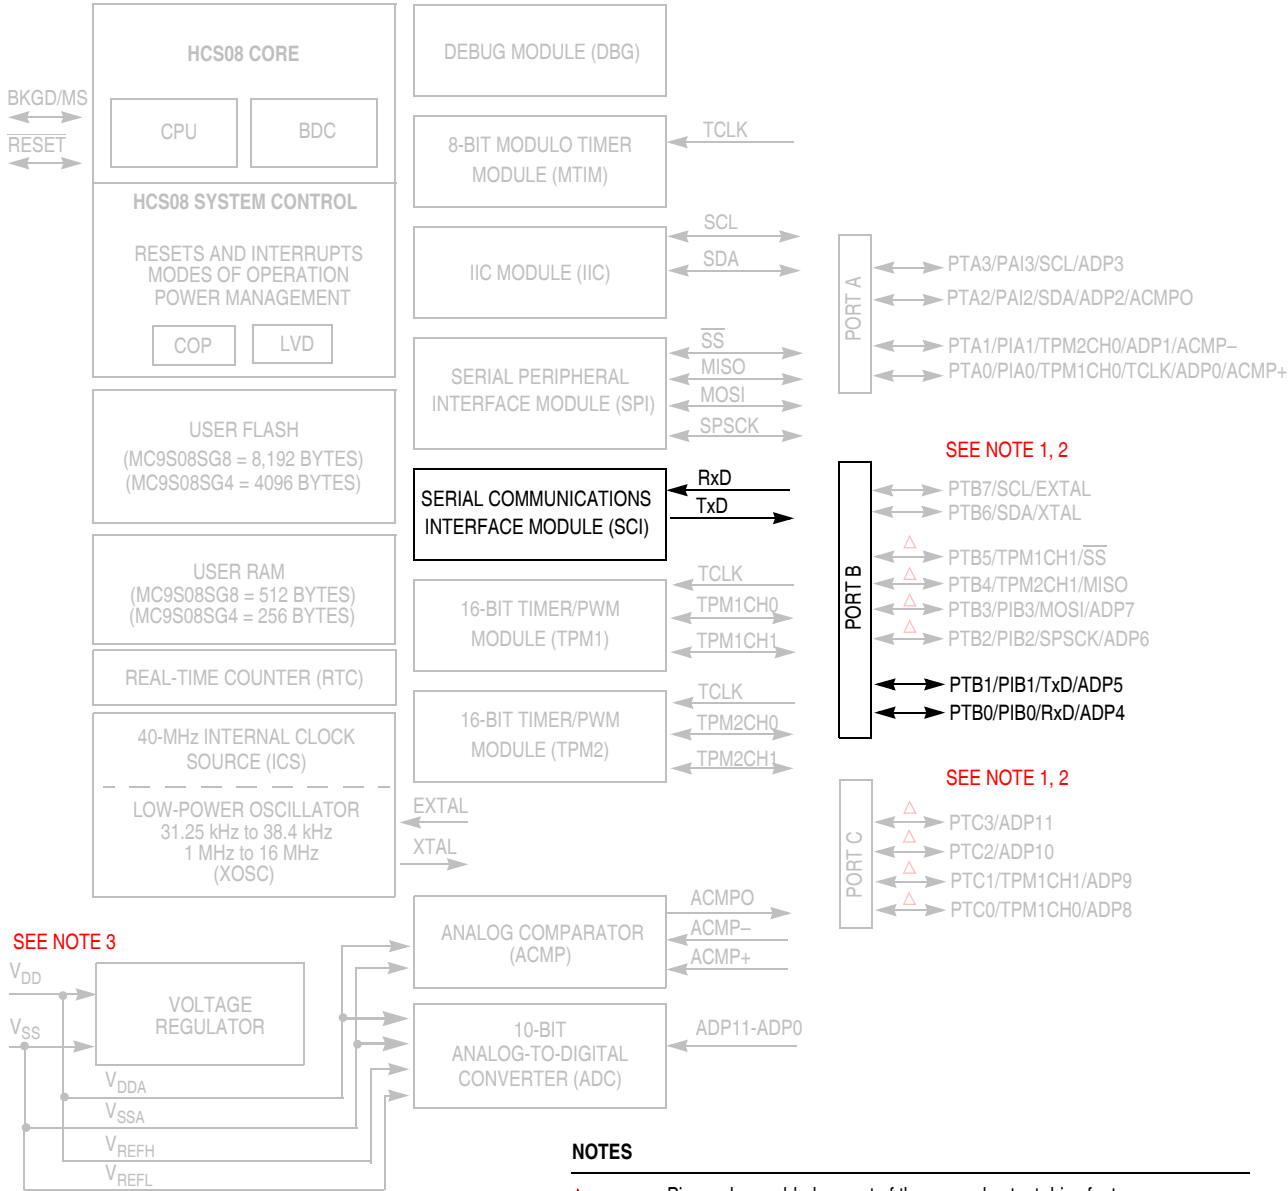 HCS08 CORE
CPU
BDC
BKGD/MS
RESET
HCS08 SYSTEM CONTROL
RESETS AND INTERRUPTS
MODES OF OPERATION
POWER MANAGEMENT
COP
LVD
USER FLASH
(MC9S08SG8 = 8,192 BYTES)
(MC9S08SG4 = 4096 BYTES)
USER RAM
(MC9S08SG8 = 512 BYTES)
(MC9S08SG4 = 256 BYTES)
REAL-TIME COUNTER (RTC)
40-MHz INTERNAL CLOCK
SOURCE (ICS)
LOW-POWER OSCILLATOR
31.25 kHz to 38.4 kHz
1 MHz to 16 MHz
(XOSC)
EXTAL
XTAL
SEE NOTE 3
VDD
VSS
VOLTAGE
REGULATOR
VDDA
VSSA
VREFH
VREFL
DEBUG MODULE (DBG)
8-BIT MODULO TIMER
MODULE (MTIM)
TCLK
IIC MODULE (IIC)
SCL
SDA
SERIAL PERIPHERAL
INTERFACE MODULE (SPI)
SS
MISO
MOSI
SPSCK
SERIAL COMMUNICATIONS
INTERFACE MODULE (SCI)
RxD
TxD
16-BIT TIMER/PWM
MODULE (TPM1)
TCLK
TPM1CH0
TPM1CH1
16-BIT TIMER/PWM
MODULE (TPM2)
TCLK
TPM2CH0
TPM2CH1
ANALOG COMPARATOR
(ACMP)
ACMPO
ACMP–
ACMP+
10-BIT
ANALOG-TO-DIGITAL
CONVERTER (ADC)
ADP11-ADP0
PORT A
PTA3/PAI3/SCL/ADP3
PTA2/PAI2/SDA/ADP2/ACMPO
PTA1/PIA1/TPM2CH0/ADP1/ACMP–
PTA0/PIA0/TPM1CH0/TCLK/ADP0/ACMP+
SEE NOTE 1, 2
PORT B
PTB7/SCL/EXTAL
PTB6/SDA/XTAL
PTB5/TPM1CH1/SS
PTB4/TPM2CH1/MISO
PTB3/PIB3/MOSI/ADP7
PTB2/PIB2/SPSCK/ADP6
PTB1/PIB1/TxD/ADP5
PTB0/PIB0/RxD/ADP4
SEE NOTE 1, 2
PORT C
PTC3/ADP11
PTC2/ADP10
PTC1/TPM1CH1/ADP9
PTC0/TPM1CH0/ADP8
NOTES